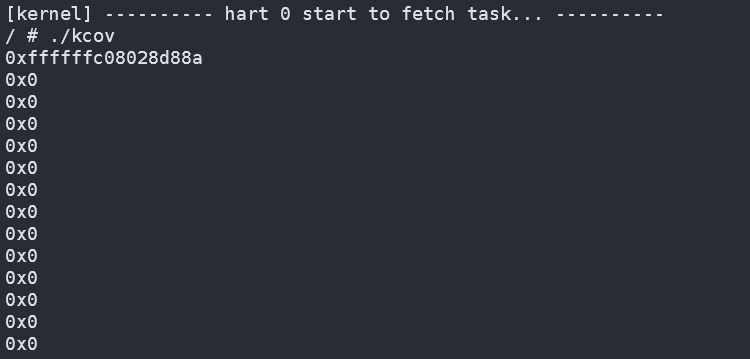 [kernel] ---------- hart 0 start to fetch task... ----------
/ # ./kcov
0xffffffc08028d88a
0x0
0x0
0x0
0x0
0x0
0x0
0x0
0x0
0x0
0x0
0x0
0x0
0x0